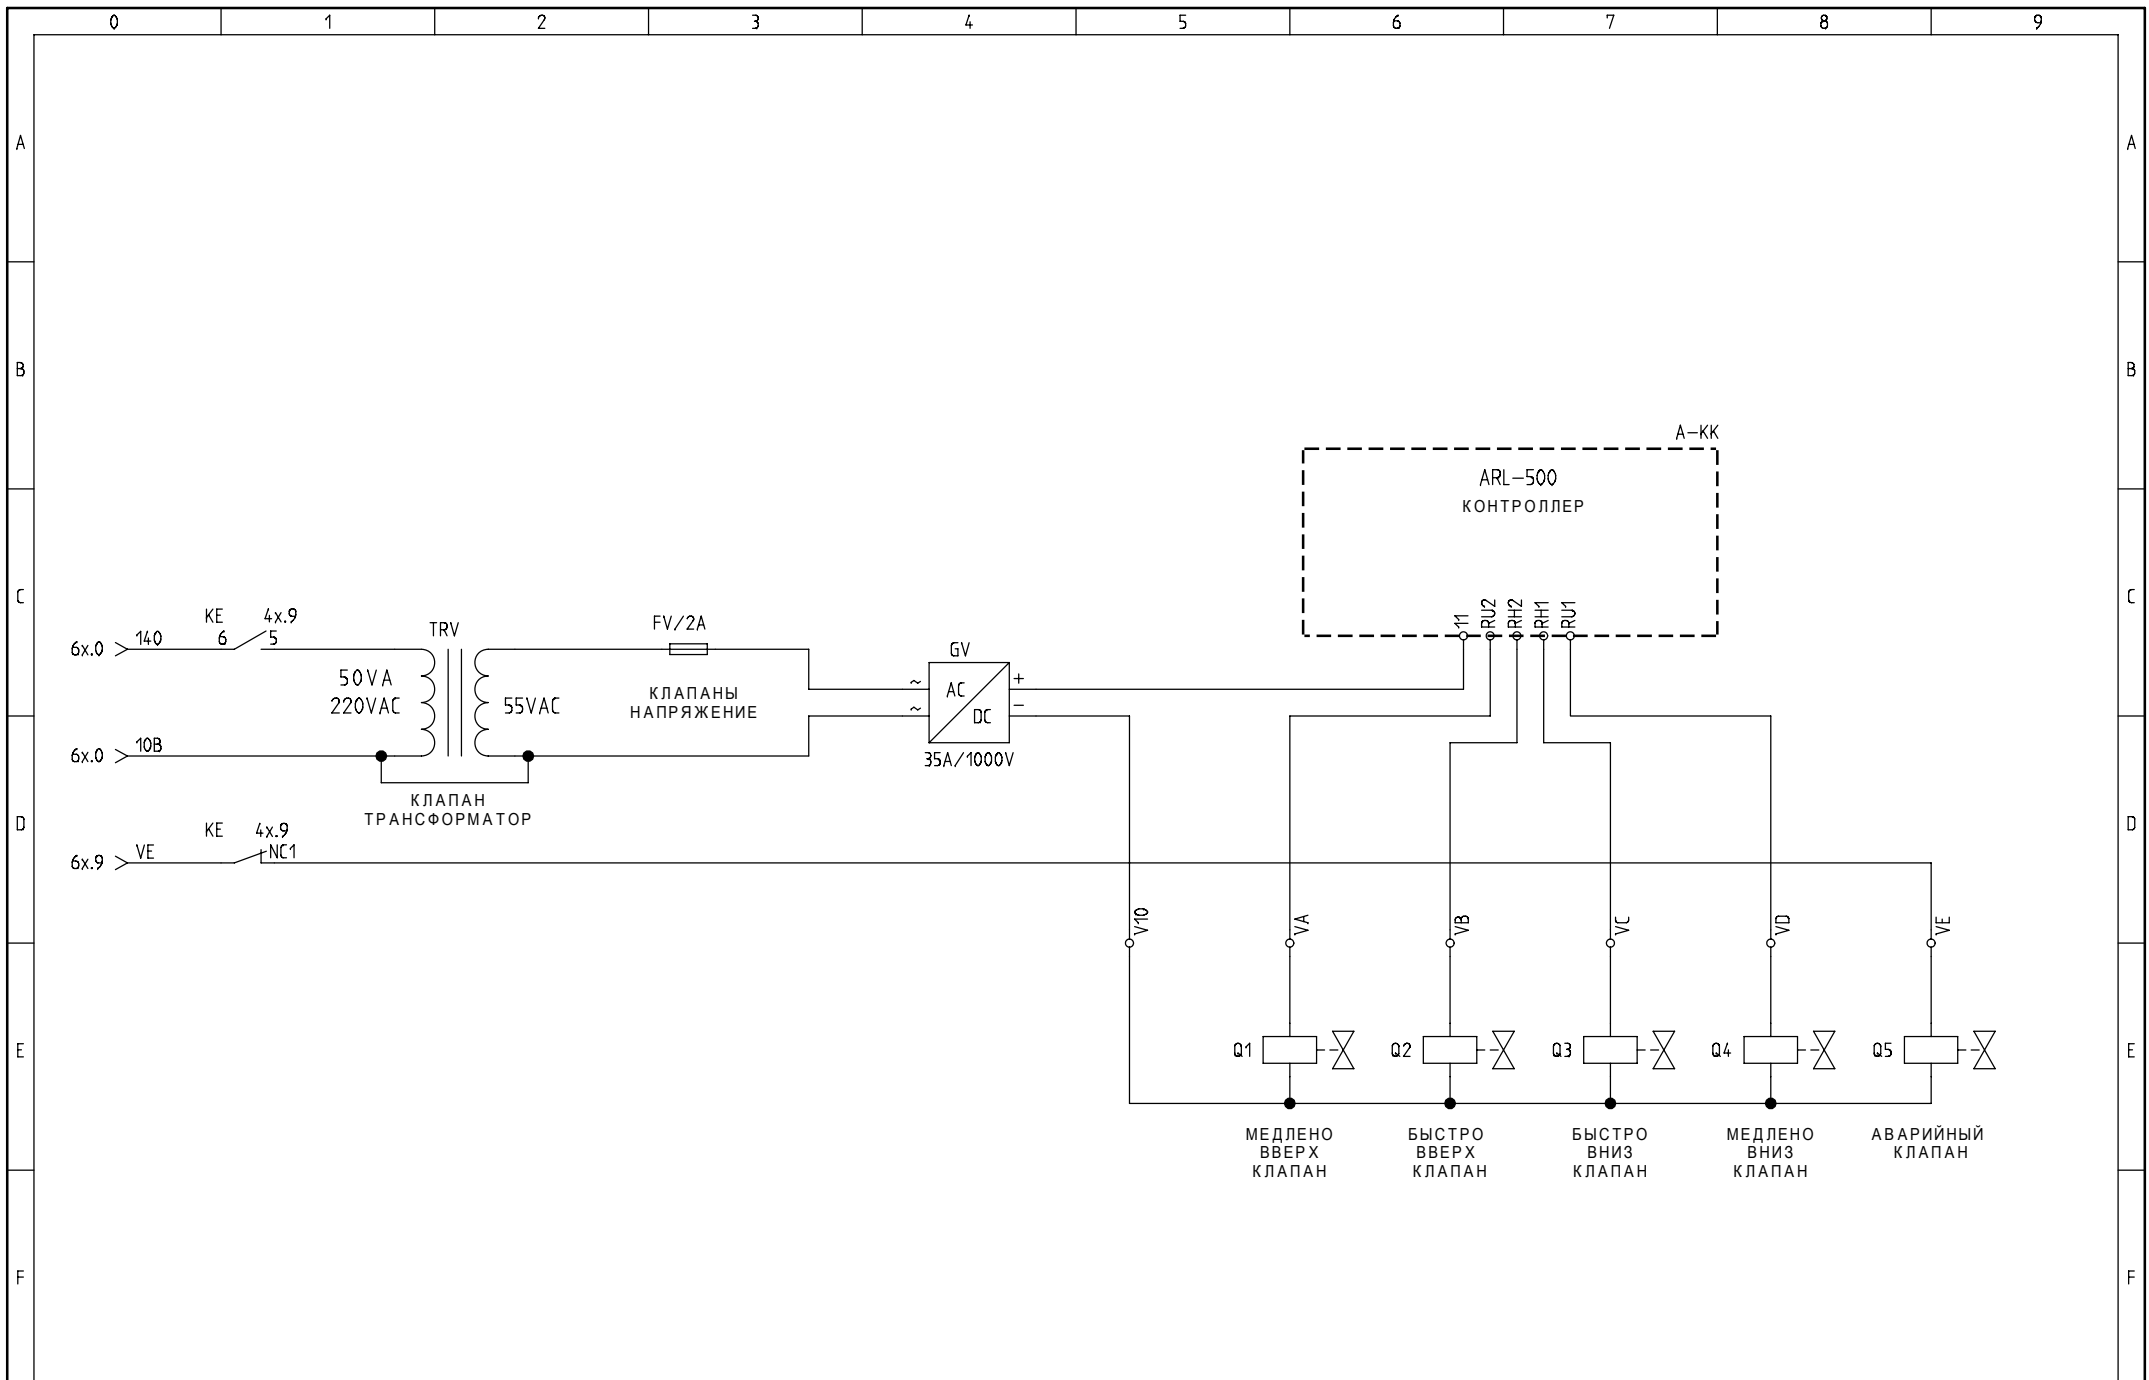 0 1 2 3 4 5 6 7 8 9
A A
B B
A-KK
ARL-500
КОНТРОЛЛЕР
C C
11 RU2 RH2 RH1 RU1
KE 4x.9
6x.0 140 6 5
TRV
FV/2A
GV
50VA
220VAC
55VAC
КЛАПАНЫ
НАПРЯЖЕНИЕ
~ AC +
~ DC -
35A/1000V
6x.0 10B
КЛАПАН
ТРАНСФОРМАТОР
D D
KE 4x.9
6x.9 VE NC1
V10 VA VB VC VD VE
E Q1 Q2 Q3 Q4 Q5 E
МЕДЛЕНО
ВВЕРХ
КЛАПАН
БЫСТРО
ВВЕРХ
КЛАПАН
БЫСТРО
ВНИЗ
КЛАПАН
МЕДЛЕНО
ВНИЗ
КЛАПАН
АВАРИЙНЫЙ
КЛАПАН
F F